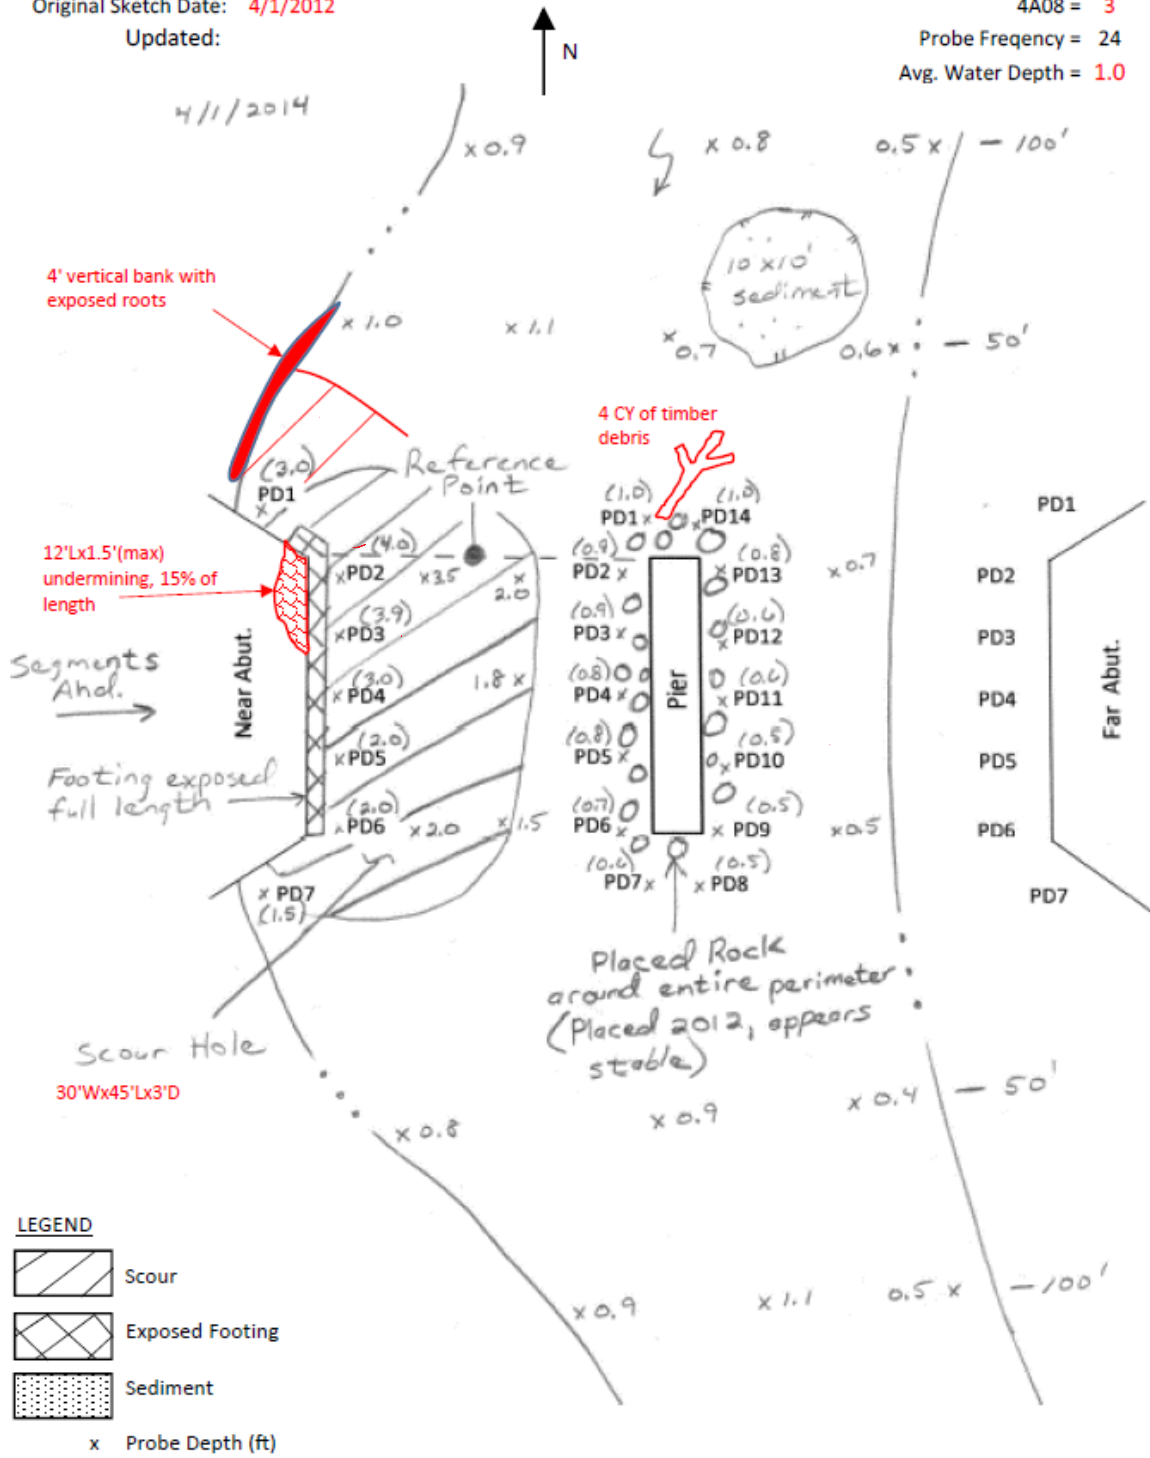 Original Sketch Date: 4/1/2012
4A08 = 3
Updated:
N
Probe Freqency = 24
Avg. Water Depth = 1.0
4/1/2014
x 0.9
x 0.8
0.5 x
— 100'
10 x 10'
sediment
4' vertical bank with
exposed roots
x 1.0
x 1.1
x 0.7
0.6 x
— 50'
4 CY of timber
debris
(3.0)
PD1
x
Reference
Point
(1.0)
PD1 x
(1.0)
x PD14
PD1
12'Lx1.5'(max)
undermining, 15% of
length
(4.0)
x PD2
x 3.5
x
2.0
(0.9)
PD2 x
(0.8)
x PD13
x 0.7
PD2
(3.9)
x PD3
(0.9)
PD3 x
(0.6)
x PD12
PD3
Segments
Ahd.
Near Abut.
(3.0)
x PD4
1.8 x
(0.8)
PD4 x
Pier
(0.6)
x PD11
PD4
Far Abut.
(2.0)
x PD5
(0.8)
PD5 x
(0.5)
x PD10
PD5
Footing exposed
full length
(2.0)
x PD6
x 2.0
x 1.5
(0.7)
PD6 x
(0.5)
x PD9
x 0.5
PD6
x PD7
(1.5)
(0.6)
PD7 x
(0.5)
x PD8
PD7
Placed Rock
around entire perimeter
(Placed 2012, appears
stable)
Scour Hole
30'Wx45'Lx3'D
x 0.8
x 0.9
x 0.4
— 50'
LEGEND
Scour
Exposed Footing
Sediment
x Probe Depth (ft)
x 0.9
x 1.1
0.5 x
— 100'